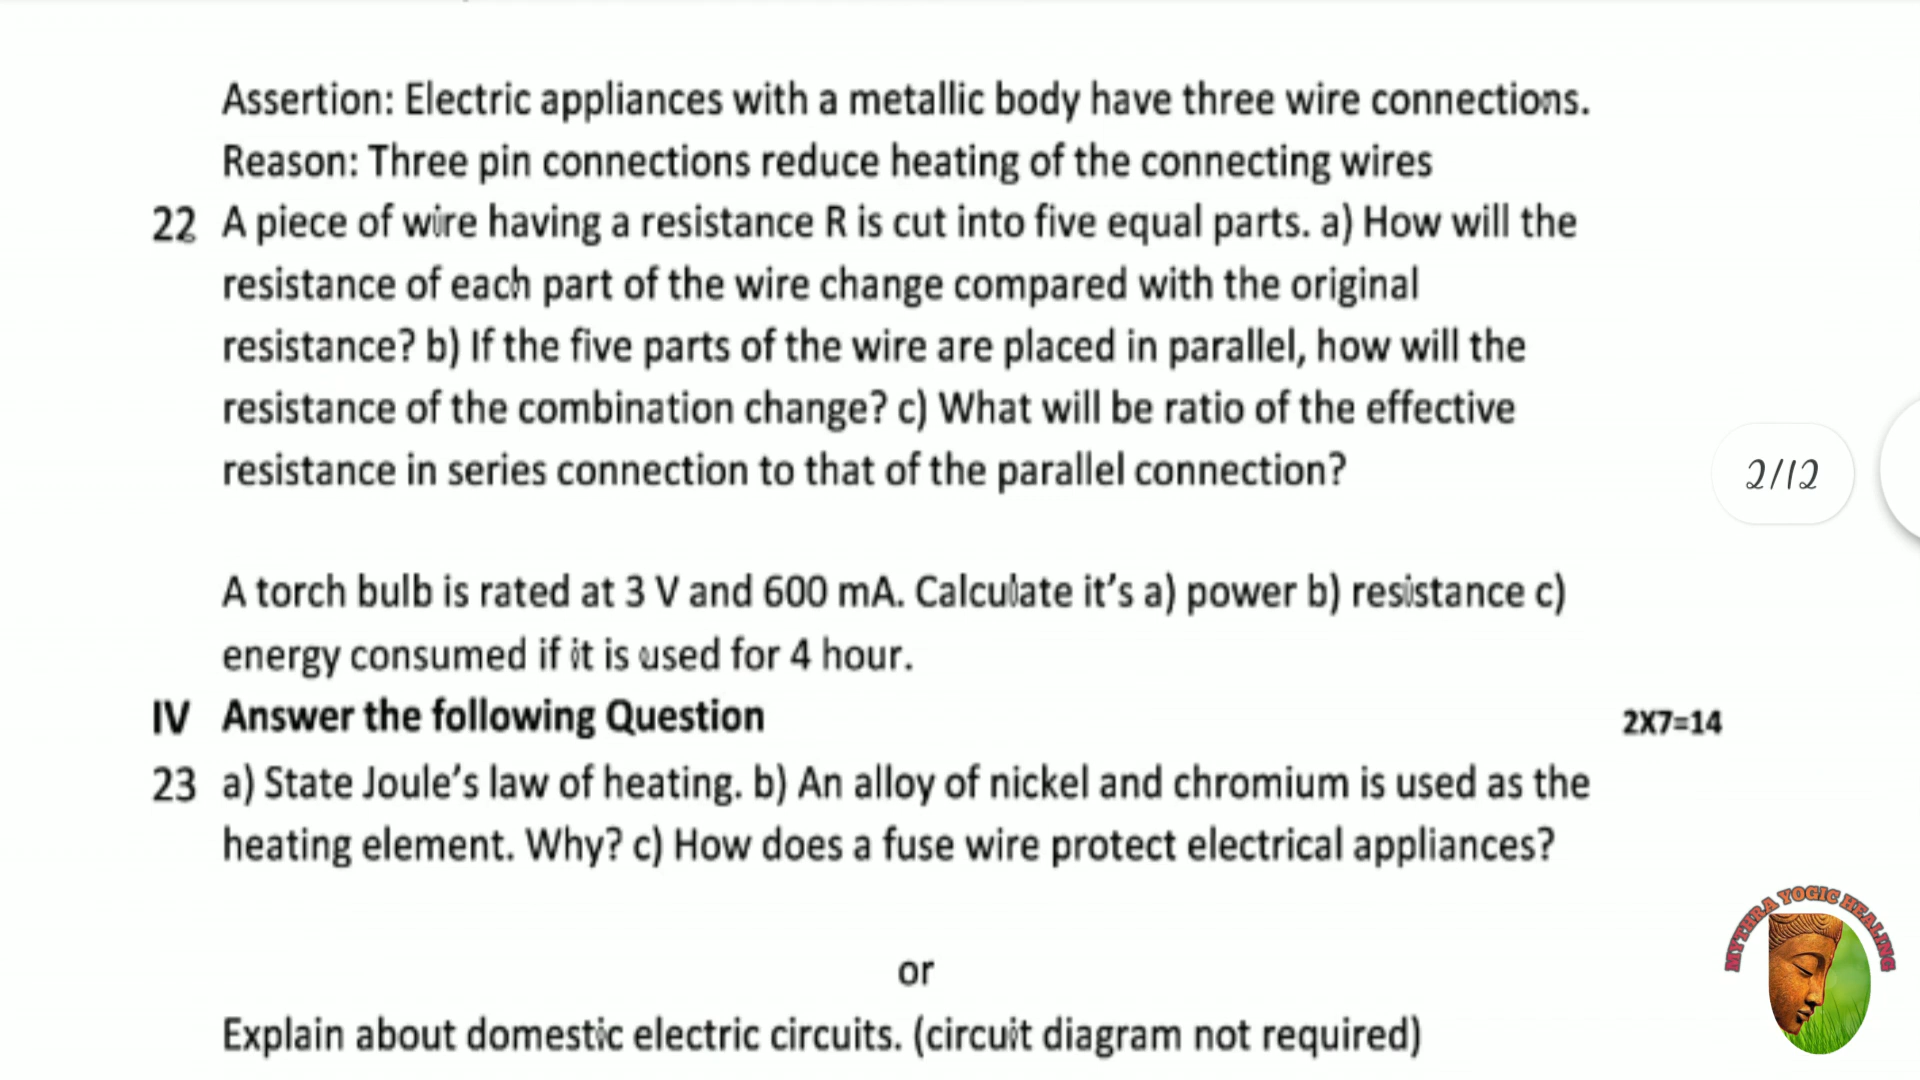 Assertion: Electric appliances with a metallic body have three wire connections.
Reason: Three pin connections reduce heating of the connecting wires
22 A piece of wire having a resistance R is cut into five equal parts. a) How will the
resistance of each part of the wire change compared with the original
resistance? b) If the five parts of the wire are placed in parallel, how will the
resistance of the combination change? c) What will be ratio of the effective
resistance in series connection to that of the parallel connection?
2/12
A torch bulb is rated at 3 V and 600 mA. Calculate it’s a) power b) resistance c)
energy consumed if it is used for 4 hour.
IV Answer the following Question 2X7=14
23 a) State Joule’s law of heating. b) An alloy of nickel and chromium is used as the
heating element. Why? c) How does a fuse wire protect electrical appliances?
or
Explain about domestic electric circuits. (circuit diagram not required)
MYTHRA YOGIC HEALING